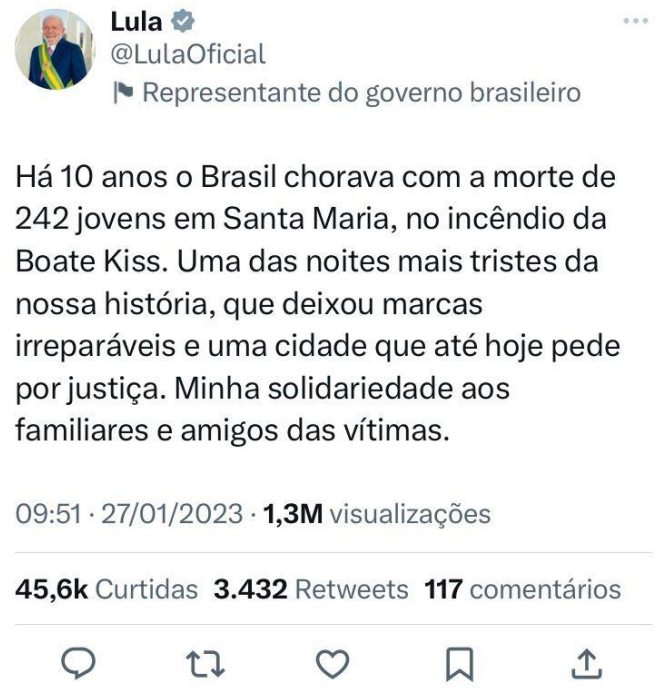 Lula
@LulaOficial
Representante do governo brasileiro
Há 10 anos o Brasil chorava com a morte de
242 jovens em Santa Maria, no incêndio da
Boate Kiss. Uma das noites mais tristes da
nossa história, que deixou marcas
irreparáveis e uma cidade que até hoje pede
por justiça. Minha solidariedade aos
familiares e amigos das vítimas.
09:51 · 27/01/2023 · 1,3M visualizações
45,6k Curtidas 3.432 Retweets 117 comentários